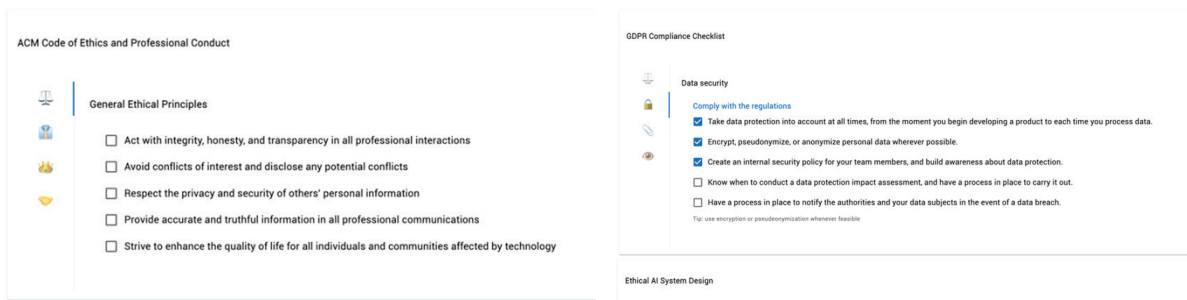 ACM Code of Ethics and Professional Conduct
General Ethical Principles
Act with integrity, honesty, and transparency in all professional interactions
Avoid conflicts of interest and disclose any potential conflicts
Respect the privacy and security of others' personal information
Provide accurate and truthful information in all professional communications
Strive to enhance the quality of life for all individuals and communities affected by technology
GDPR Compliance Checklist
Data security
Comply with the regulations
Take data protection into account at all times, from the moment you begin developing a product to each time you process data.
Encrypt, pseudonymize, or anonymize personal data wherever possible.
Create an internal security policy for your team members, and build awareness about data protection.
Know when to conduct a data protection impact assessment, and have a process in place to carry it out.
Have a process in place to notify the authorities and your data subjects in the event of a data breach.
Tip: use encryption or pseudeonymization whenever feasible
Ethical AI System Design